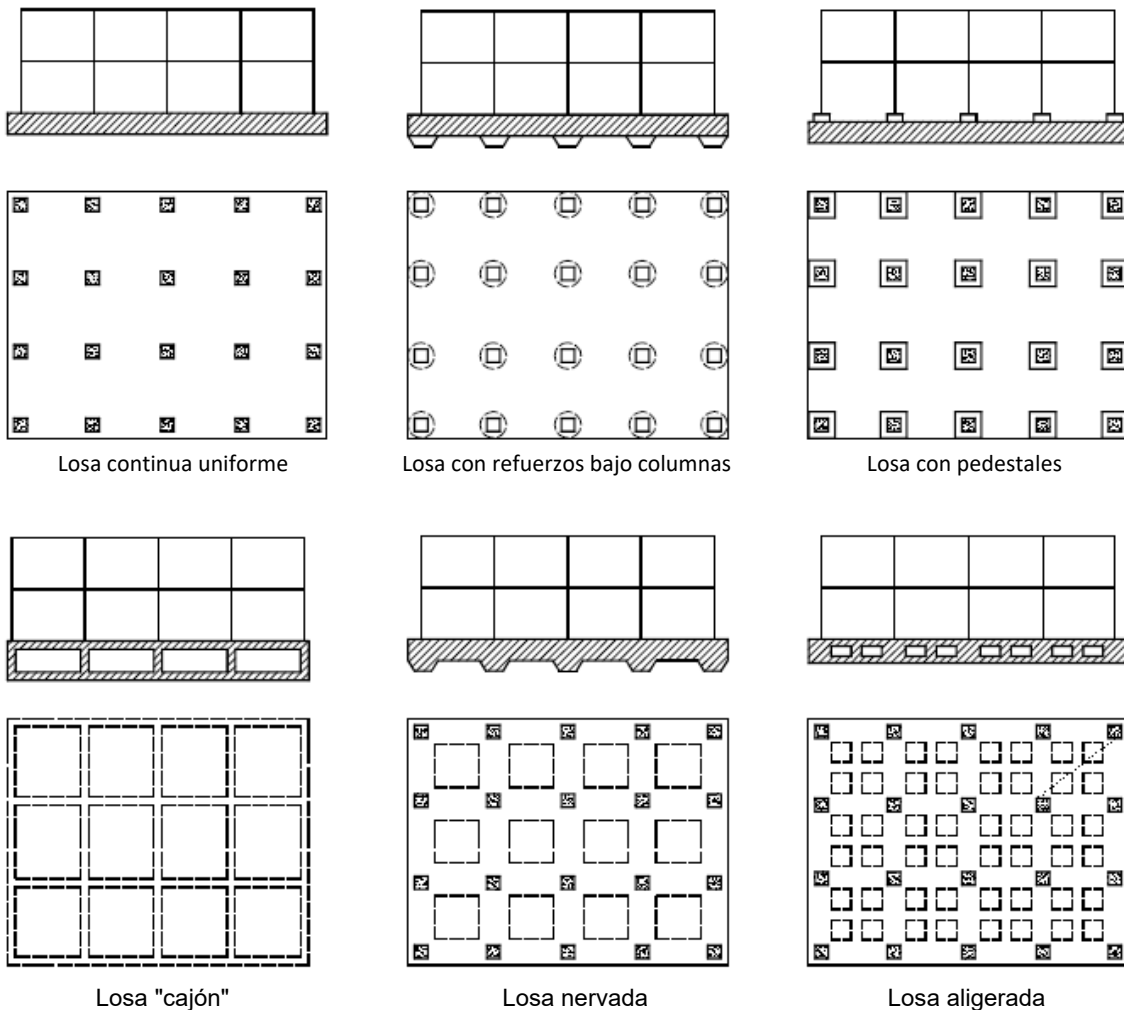 Losa continua uniforme
Losa con refuerzos bajo columnas
Losa con pedestales
Losa "cajón"
Losa nervada
Losa aligerada